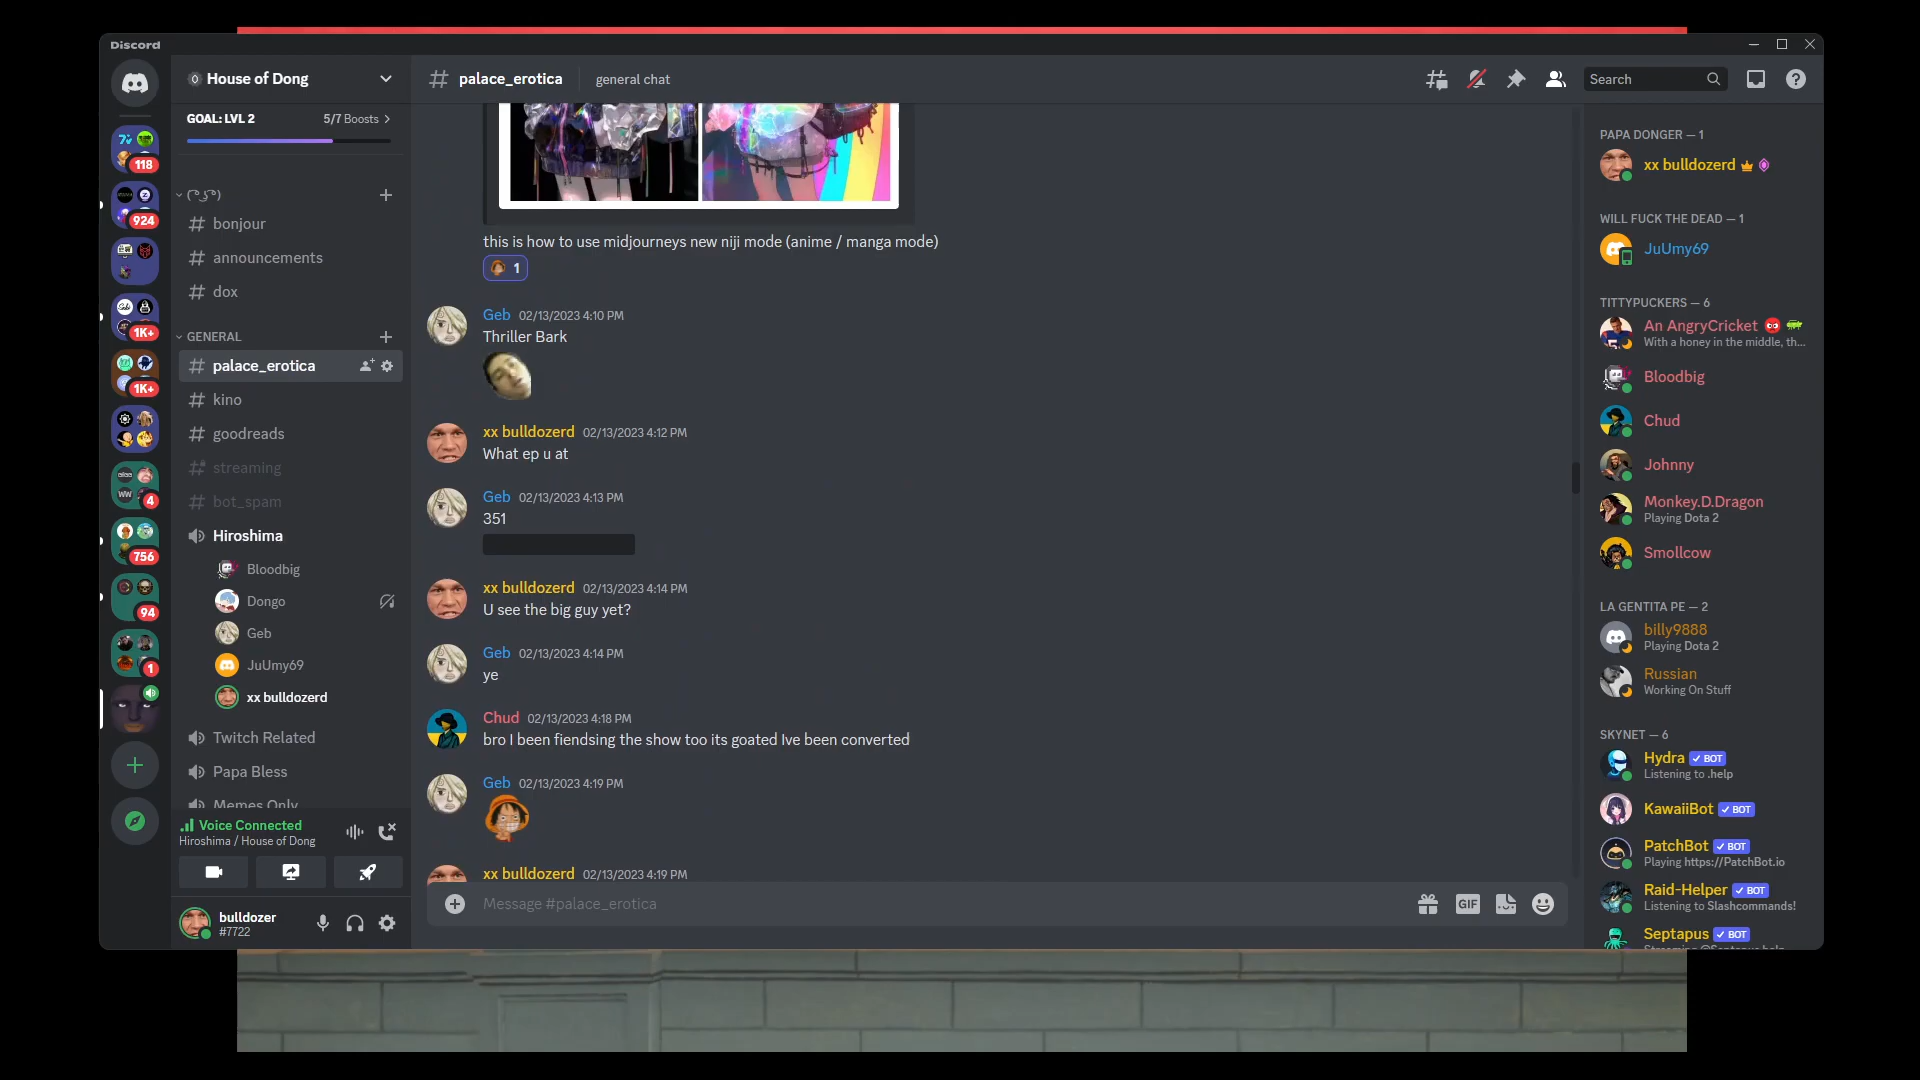 Discord
House of Dong
palace_erotica
general chat
Search
GOAL: LVL 2
5/7 Boosts
118
924
1K+
1K+
4
756
94
1
( ͡° ͜ʖ ͡°)
bonjour
announcements
dox
GENERAL
palace_erotica
kino
goodreads
streaming
bot_spam
Hiroshima
Bloodbig
Dongo
Geb
JuUmy69
xx bulldozerd
Twitch Related
Papa Bless
Memes Only
Voice Connected
Hiroshima / House of Dong
bulldozer
#7722
this is how to use midjourneys new niji mode (anime / manga mode)
1
Geb 02/13/2023 4:10 PM
Thriller Bark
xx bulldozerd 02/13/2023 4:12 PM
What ep u at
Geb 02/13/2023 4:13 PM
351
xx bulldozerd 02/13/2023 4:14 PM
U see the big guy yet?
Geb 02/13/2023 4:14 PM
ye
Chud 02/13/2023 4:18 PM
bro I been fiendsing the show too its goated Ive been converted
Geb 02/13/2023 4:19 PM
xx bulldozerd 02/13/2023 4:19 PM
Message #palace_erotica
GIF
PAPA DONGER — 1
xx bulldozerd
WILL FUCK THE DEAD — 1
JuUmy69
TITTYPUCKERS — 6
An AngryCricket
With a honey in the middle, th...
Bloodbig
Chud
Johnny
Monkey.D.Dragon
Playing Dota 2
Smollcow
LA GENTITA PE — 2
billy9888
Playing Dota 2
Russian
Working On Stuff
SKYNET — 6
Hydra BOT
Listening to .help
KawaiiBot BOT
PatchBot BOT
Playing https://PatchBot.io
Raid-Helper BOT
Listening to Slashcommands!
Septapus BOT